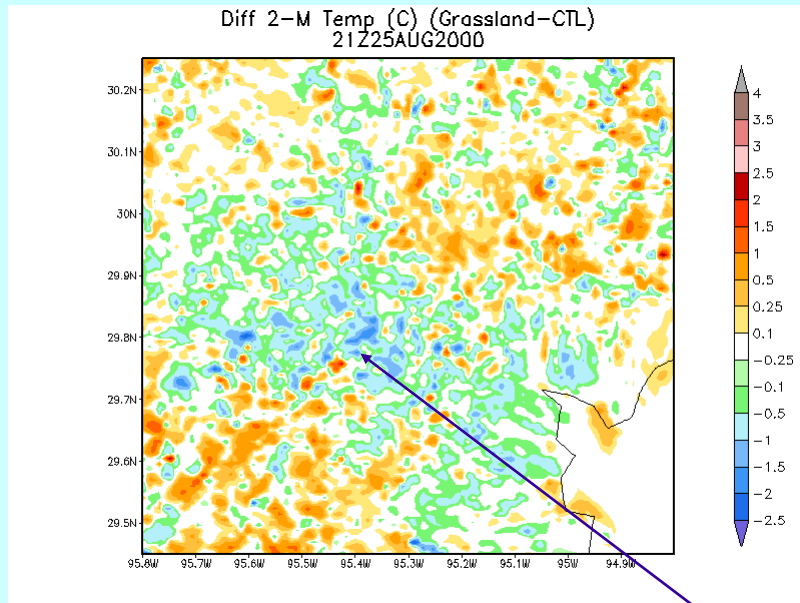 Diff 2-M Temp (C) (Grassland-CTL)
21Z25AUG2000
30.2N
30.1N
30N
29.9N
29.8N
29.7N
29.6N
29.5N
95.8W 95.7W 95.6W 95.5W 95.4W 95.3W 95.2W 95.1W 95W 94.9W
4
3.5
3
2.5
2
1.5
1
0.5
0.25
0.1
-0.25
-0.1
-0.5
-1
-1.5
-2
-2.5